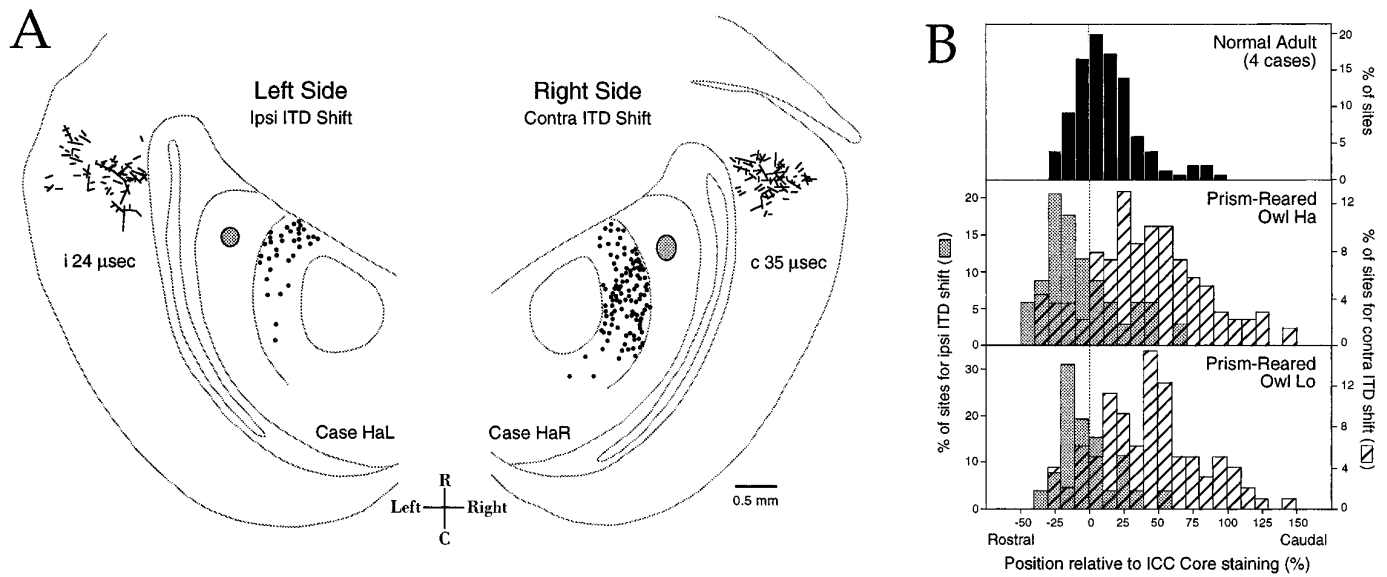 A
Left Side
Ipsi ITD Shift
Right Side
Contra ITD Shift
i 24 µsec
c 35 µsec
Case HaL
Case HaR
R
Left
Right
C
0.5 mm
B
Normal Adult
(4 cases)
20
15
10
5
0
% of sites
Prism-Reared
Owl Ha
20
15
10
5
0
12
8
4
0
Prism-Reared
Owl Lo
30
20
10
0
12
8
4
0
% of sites for ipsi ITD shift ( )
% of sites for contra ITD shift ( )
-50 -25 0 25 50 75 100 125 150
Rostral Caudal
Position relative to ICC Core staining (%)